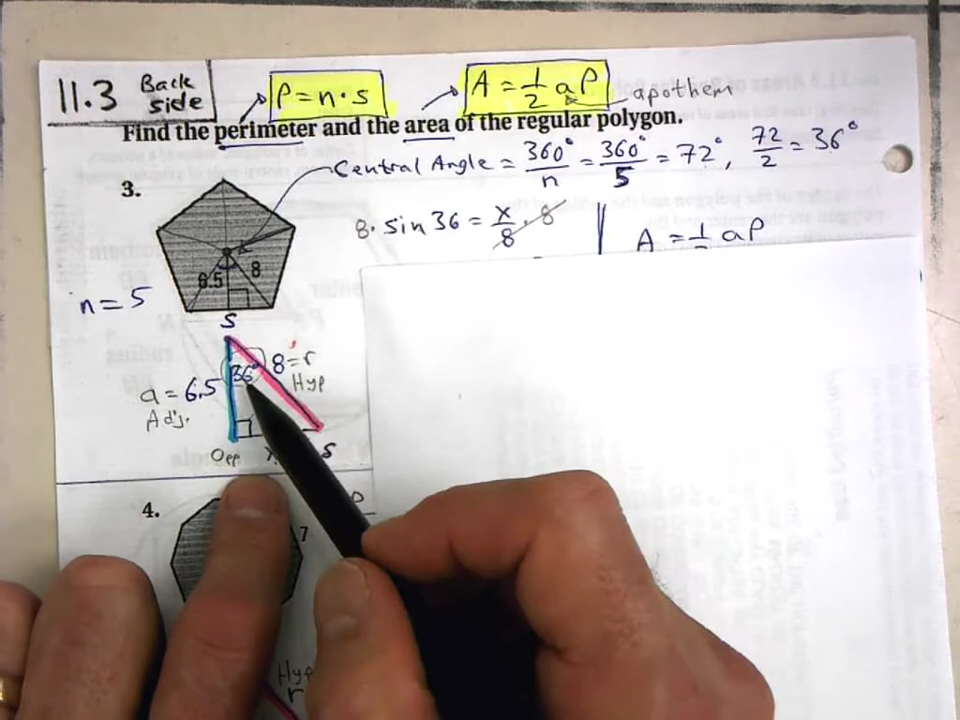 11.3 Back side
P = n · s
A = 1/2 aP
apothem
Find the perimeter and the area of the regular polygon.
Central Angle = 360°/n = 360°/5 = 72°, 72/2 = 36°
3.
8 · sin 36 = x/8 · 8
A = 1/2 aP
6.5
8
n = 5
S
36°
8 = r
Hyp
a = 6.5
Adj.
Opp
S
4.
7
Hyp
r